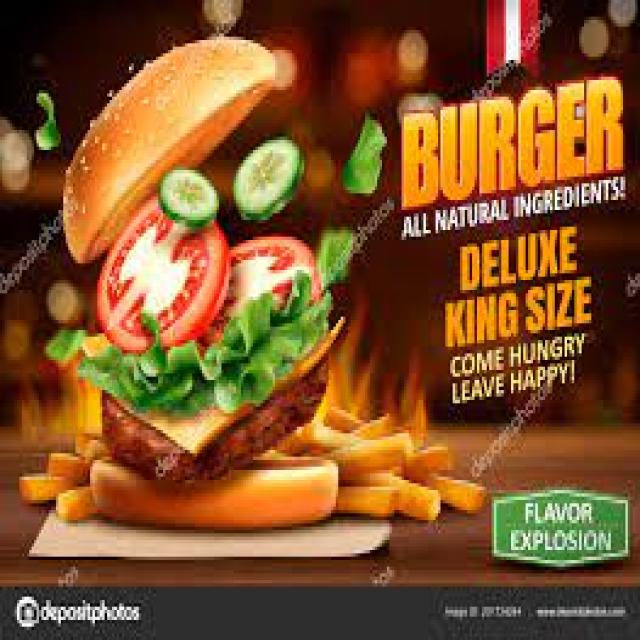 BURGER
ALL NATURAL INGREDIENTS!
DELUXE
KING SIZE
COME HUNGRY
LEAVE HAPPY!
FLAVOR
EXPLOSION
depositphotos
www.depositphotos.com